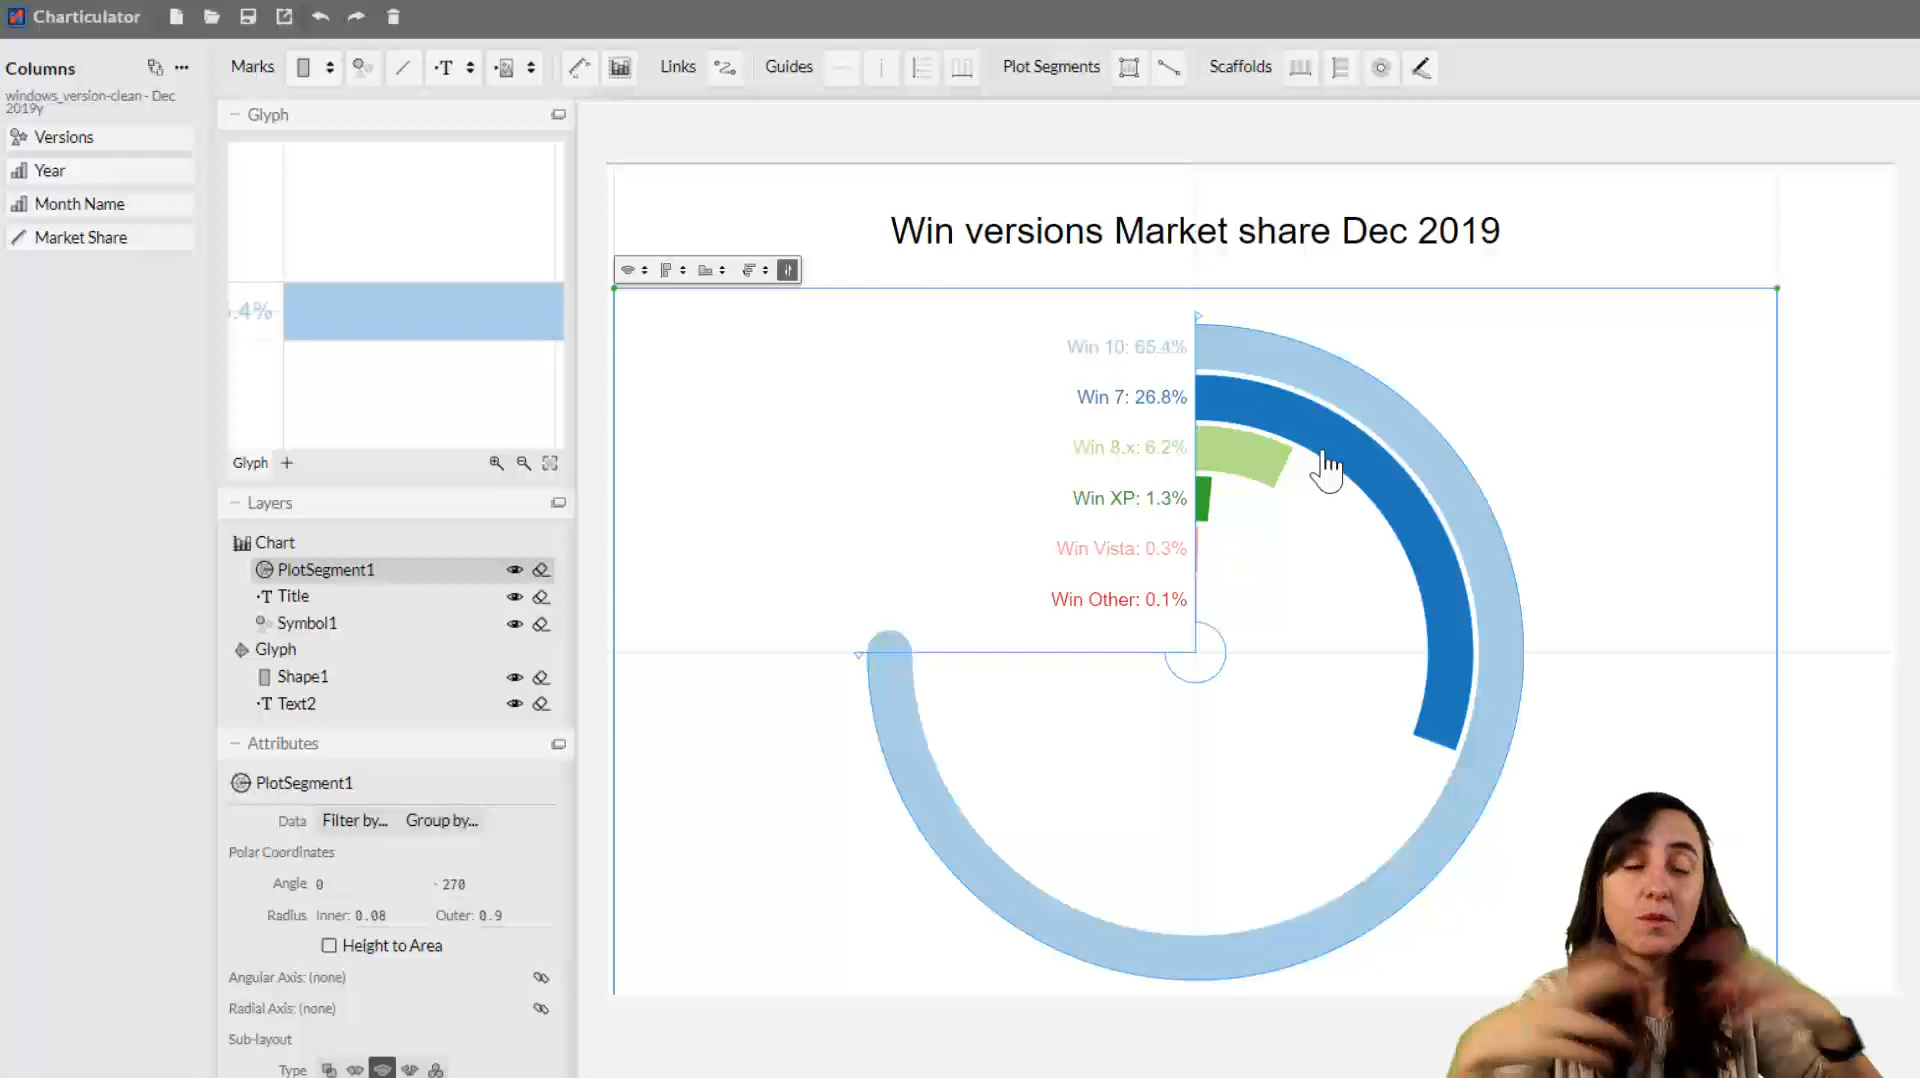 Charticulator
Columns
windows_version-clean - Dec
2019y
Versions
Year
Month Name
Market Share
Marks
Links
Guides
Plot Segments
Scaffolds
Glyph
.4%
Glyph
Layers
Chart
PlotSegment1
Title
Symbol1
Glyph
Shape1
Text2
Attributes
PlotSegment1
Data Filter by... Group by...
Polar Coordinates
Angle 0 - 270
Radius Inner: 0.08 Outer: 0.9
Height to Area
Angular Axis: (none)
Radial Axis: (none)
Sub-layout
Type
Win versions Market share Dec 2019
Win 10: 65.4%
Win 7: 26.8%
Win 8.x: 6.2%
Win XP: 1.3%
Win Vista: 0.3%
Win Other: 0.1%